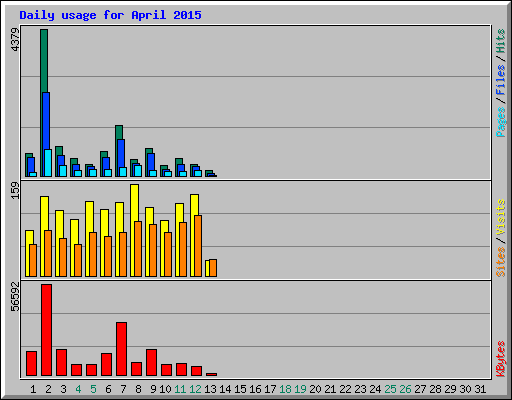 Daily usage for April 2015
4379
Pages / Files / Hits
159
Sites / Visits
56592
KBytes
1 2 3 4 5 6 7 8 9 10 11 12 13 14 15 16 17 18 19 20 21 22 23 24 25 26 27 28 29 30 31